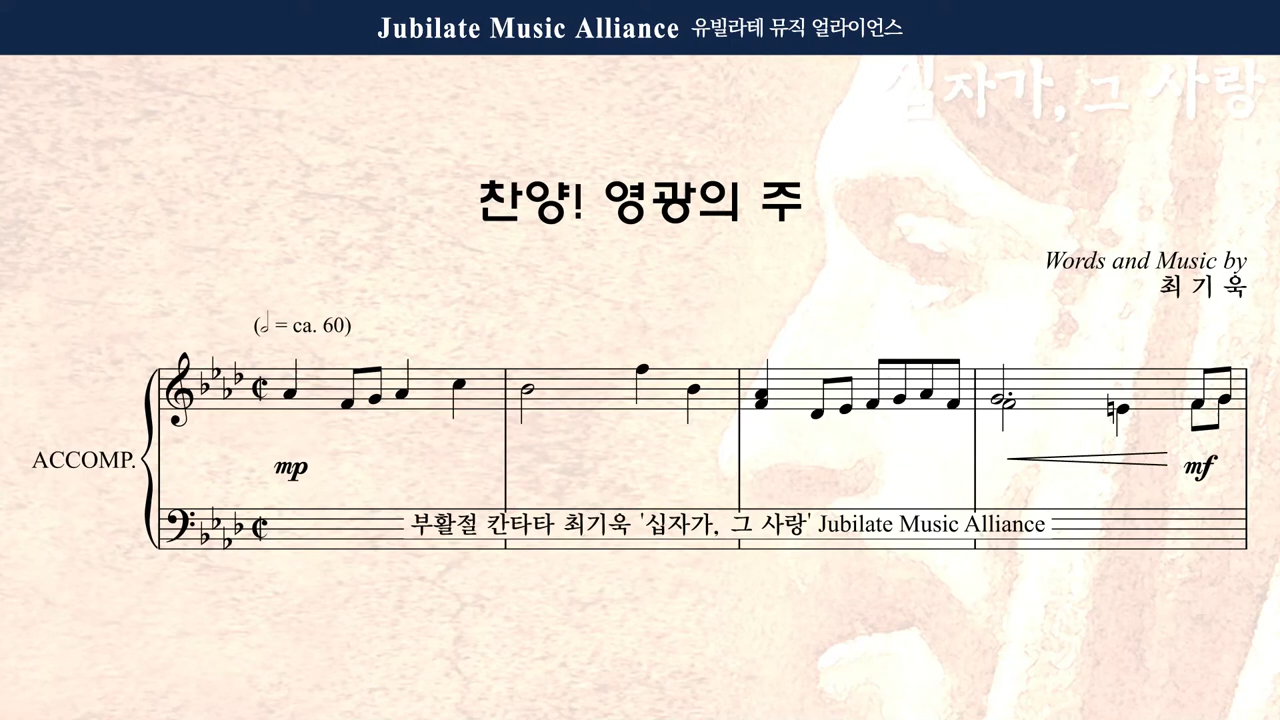 Jubilate Music Alliance 유빌라테 뮤직 얼라이언스
십자가, 그 사랑
찬양! 영광의 주
Words and Music by
최 기 욱
(𝅗𝅥 = ca. 60)
ACCOMP.
mp
mf
부활절 칸타타 최기욱 '십자가, 그 사랑' Jubilate Music Alliance